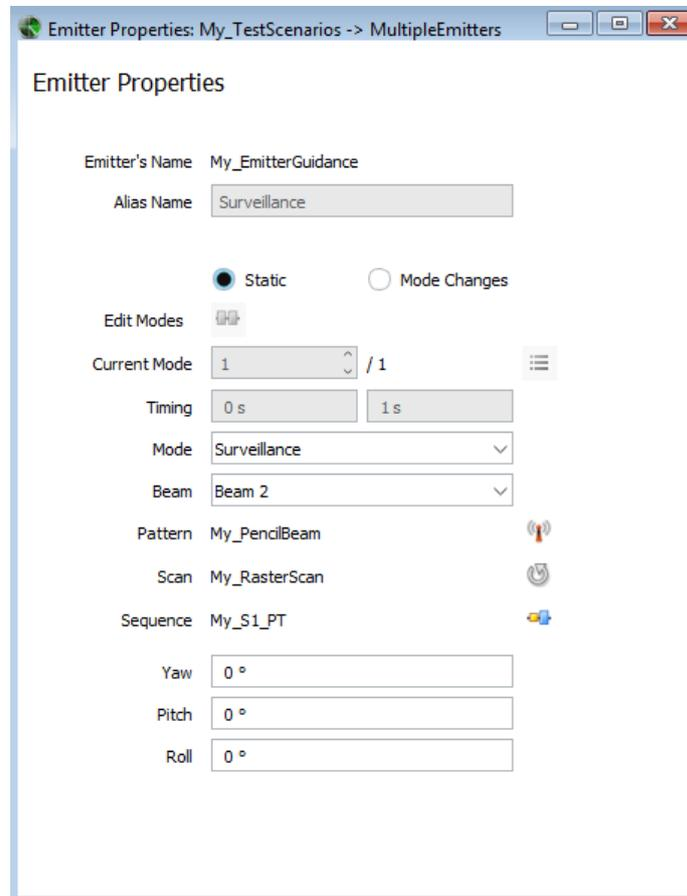 Emitter Properties: My_TestScenarios -> MultipleEmitters
Emitter Properties
Emitter's Name My_EmitterGuidance
Alias Name Surveillance
Static Mode Changes
Edit Modes
Current Mode 1 / 1
Timing 0 s 1 s
Mode Surveillance
Beam Beam 2
Pattern My_PencilBeam
Scan My_RasterScan
Sequence My_S1_PT
Yaw 0 °
Pitch 0 °
Roll 0 °